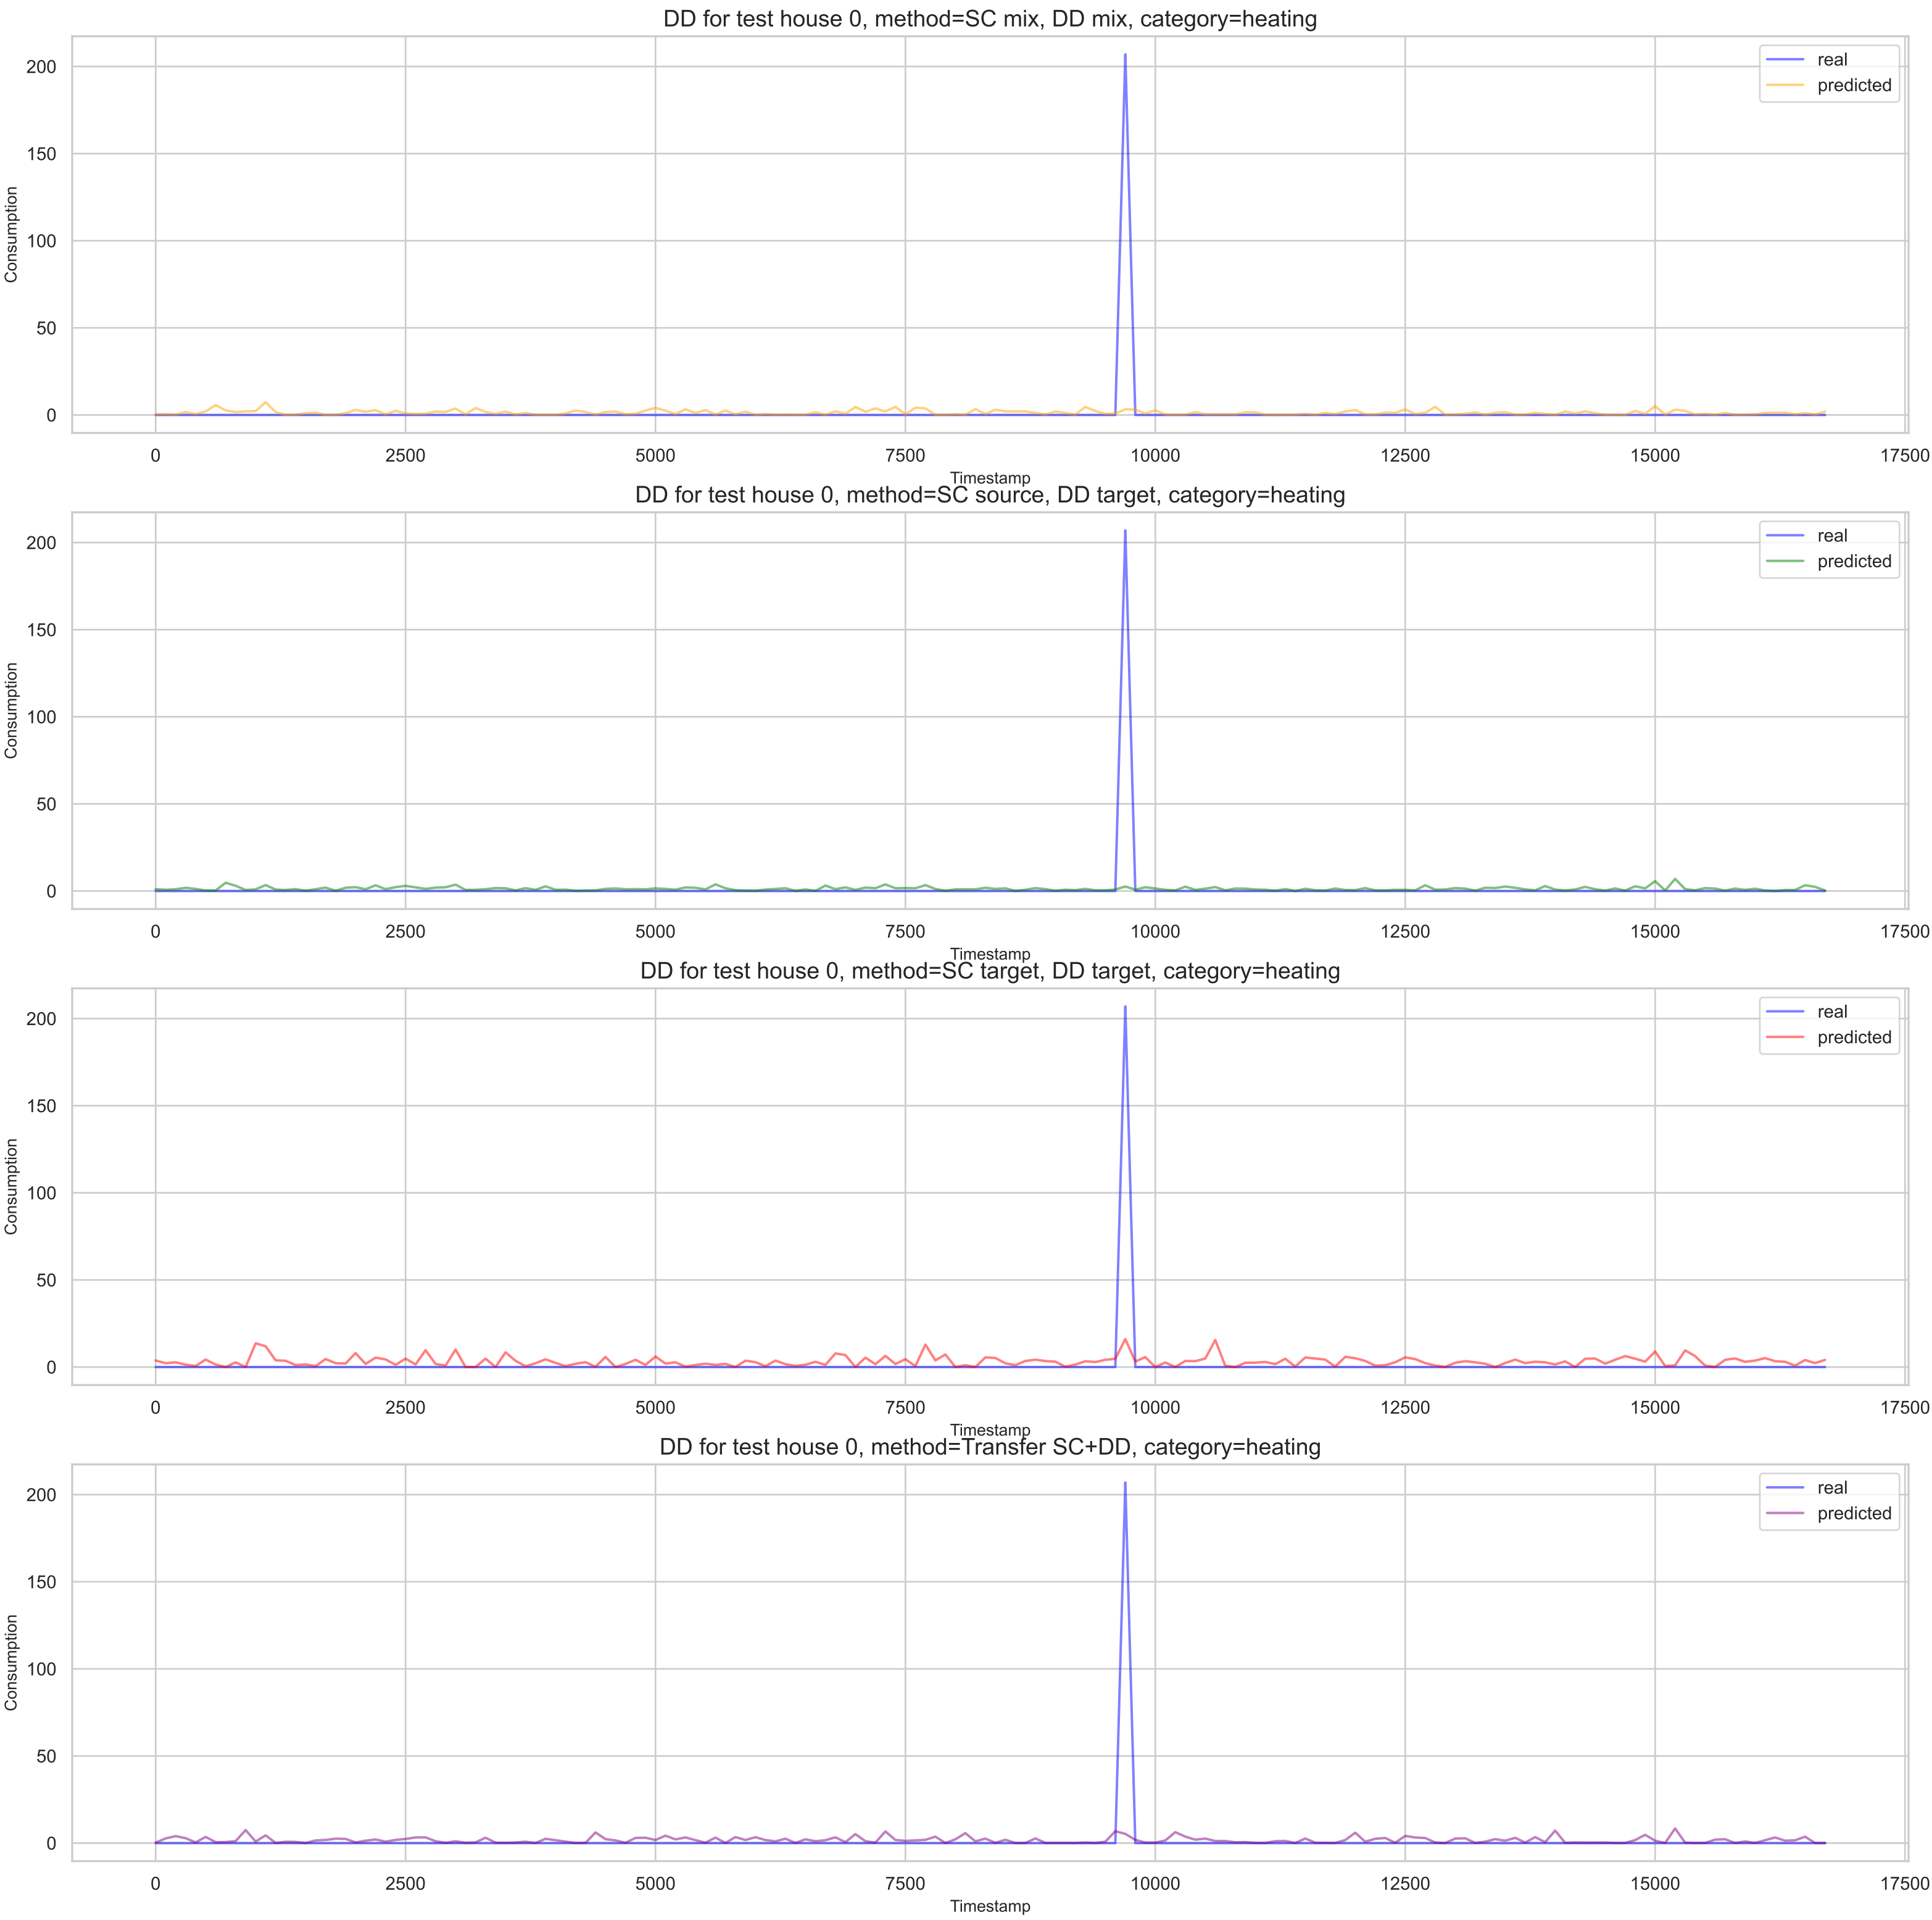 DD for test house 0, method=SC mix, DD mix, category=heating
real
predicted
200
150
100
50
0
Consumption
0 2500 5000 7500 10000 12500 15000 17500
Timestamp
DD for test house 0, method=SC source, DD target, category=heating
real
predicted
200
150
100
50
0
Consumption
0 2500 5000 7500 10000 12500 15000 17500
Timestamp
DD for test house 0, method=SC target, DD target, category=heating
real
predicted
200
150
100
50
0
Consumption
0 2500 5000 7500 10000 12500 15000 17500
Timestamp
DD for test house 0, method=Transfer SC+DD, category=heating
real
predicted
200
150
100
50
0
Consumption
0 2500 5000 7500 10000 12500 15000 17500
Timestamp